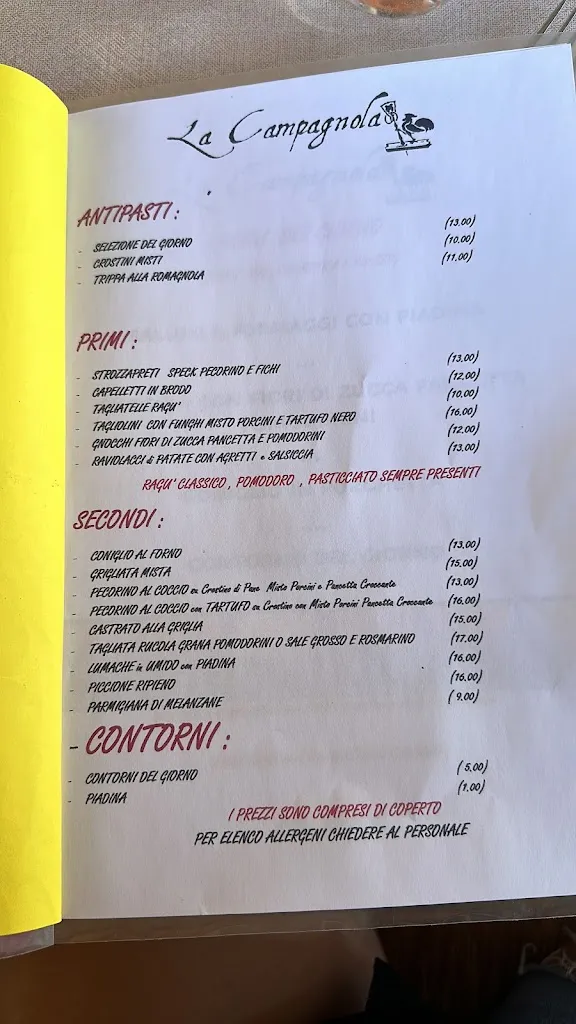 La Campagnola
ANTIPASTI:
- SELEZIONE DEL GIORNO (13.00)
- CROSTINI MISTI (10.00)
- TRIPPA ALLA ROMAGNOLA (11.00)
PRIMI:
- STROZZAPRETI SPECK PECORINO E FICHI (13.00)
- CAPELLETTI IN BRODO (12.00)
- TAGLIATELLE RAGU' (10.00)
- TAGLIOLINI CON FUNGHI MISTO PORCINI E TARTUFO NERO (16.00)
- GNOCCHI FIORI DI ZUCCA PANCETTA E POMODORINI (12.00)
- RAVIOLACCI di PATATE CON AGRETTI e SALSICCIA (13.00)
RAGU' CLASSICO, POMODORO, PASTICCIATO SEMPRE PRESENTI
SECONDI:
- CONIGLIO AL FORNO (13.00)
- GRIGLIATA MISTA (15.00)
- PECORINO AL COCCIO su Crostino di Pane Misto Porcini e Pancetta Croccante (13.00)
- PECORINO AL COCCIO con TARTUFO su Crostino con Misto Porcini Pancetta Croccante (16.00)
- CASTRATO ALLA GRIGLIA (15.00)
- TAGLIATA RUCOLA GRANA POMODORINI O SALE GROSSO E ROSMARINO (17.00)
- LUMACHE in UMIDO con PIADINA (16.00)
- PICCIONE RIPIENO (16.00)
- PARMIGIANA DI MELANZANE ( 9.00)
- CONTORNI:
- CONTORNI DEL GIORNO ( 5.00)
- PIADINA (1.00)
I PREZZI SONO COMPRESI DI COPERTO
PER ELENCO ALLERGENI CHIEDERE AL PERSONALE